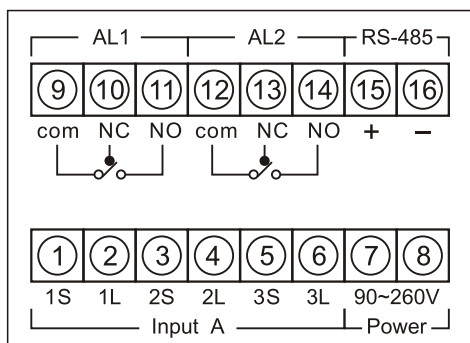 AL1 AL2 RS-485
9 10 11 12 13 14 15 16
com NC NO com NC NO + −
1 2 3 4 5 6 7 8
1S 1L 2S 2L 3S 3L 90~260V
Input A Power